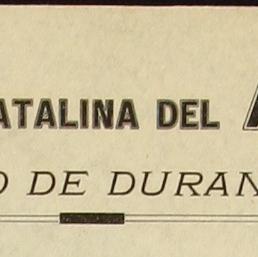 ATALINA DEL
O DE DURAN